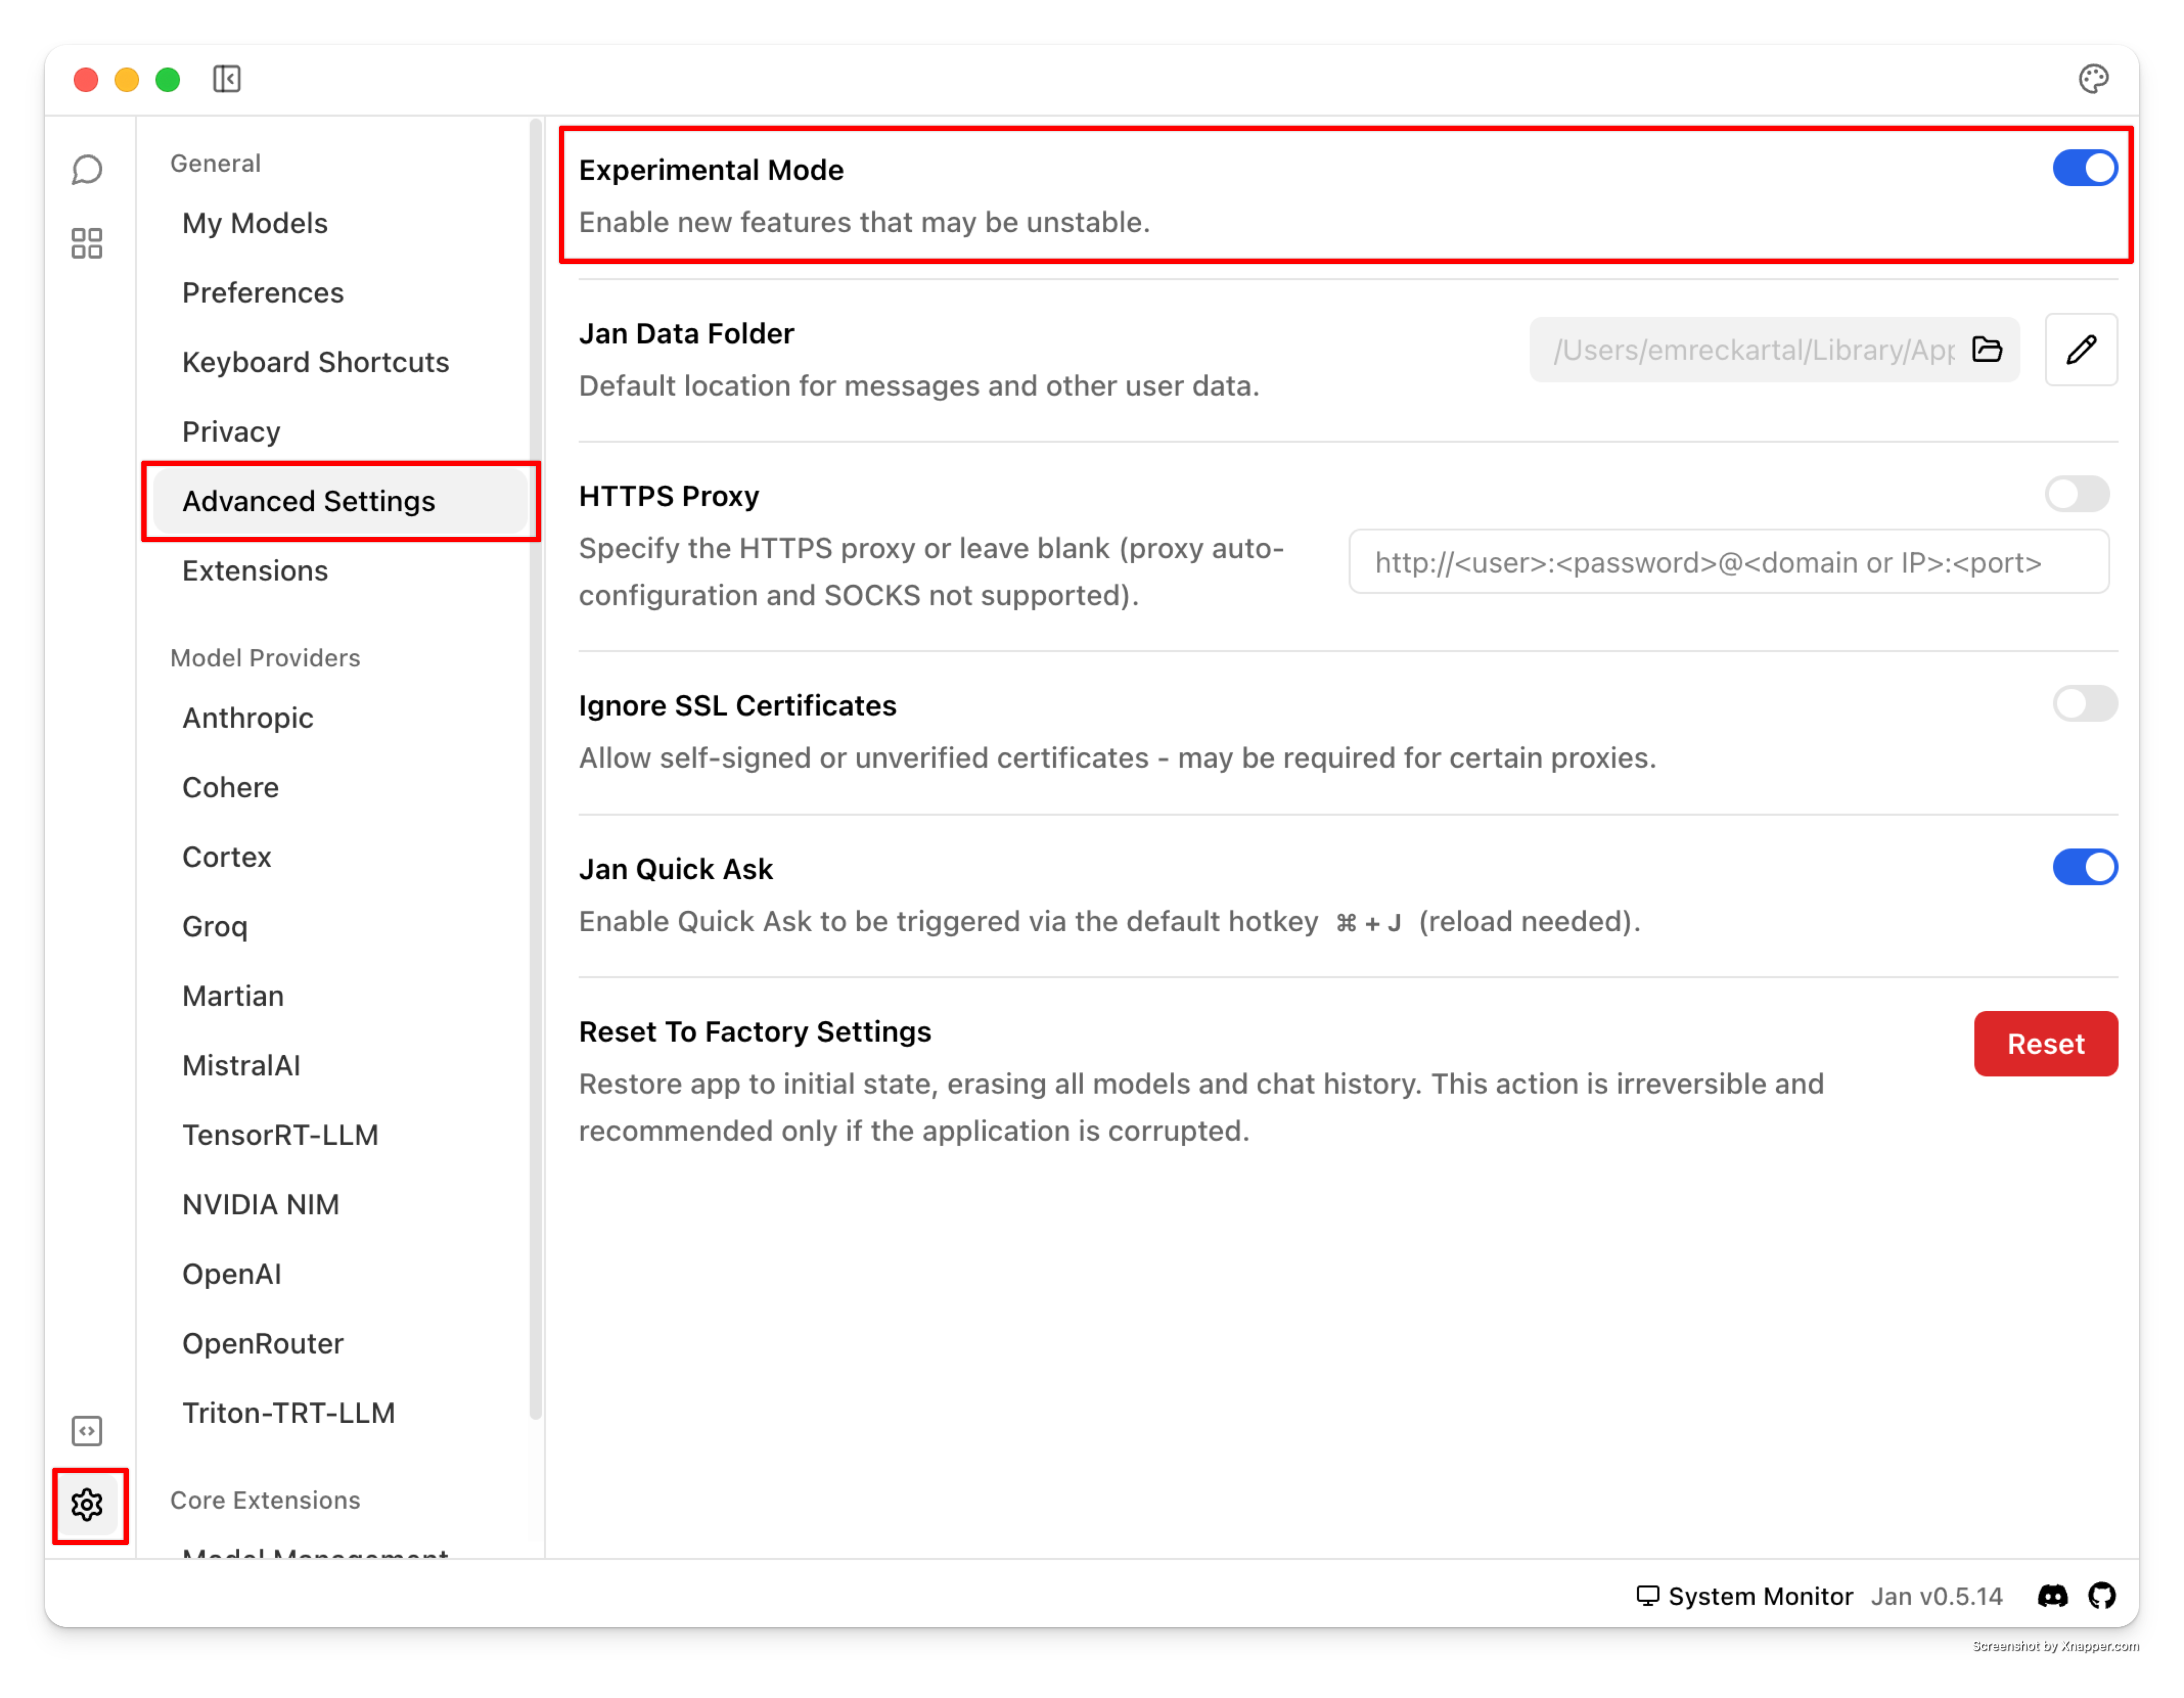 General
My Models
Preferences
Keyboard Shortcuts
Privacy
Advanced Settings
Extensions
Model Providers
Anthropic
Cohere
Cortex
Groq
Martian
MistralAI
TensorRT-LLM
NVIDIA NIM
OpenAI
OpenRouter
Triton-TRT-LLM
Core Extensions
Model Management
Experimental Mode
Enable new features that may be unstable.
Jan Data Folder
/Users/emreckartal/Library/App
Default location for messages and other user data.
HTTPS Proxy
Specify the HTTPS proxy or leave blank (proxy auto-
configuration and SOCKS not supported).
http://<user>:<password>@<domain or IP>:<port>
Ignore SSL Certificates
Allow self-signed or unverified certificates - may be required for certain proxies.
Jan Quick Ask
Enable Quick Ask to be triggered via the default hotkey ⌘ + J (reload needed).
Reset To Factory Settings
Reset
Restore app to initial state, erasing all models and chat history. This action is irreversible and
recommended only if the application is corrupted.
System Monitor Jan v0.5.14
Screenshot by Xnapper.com